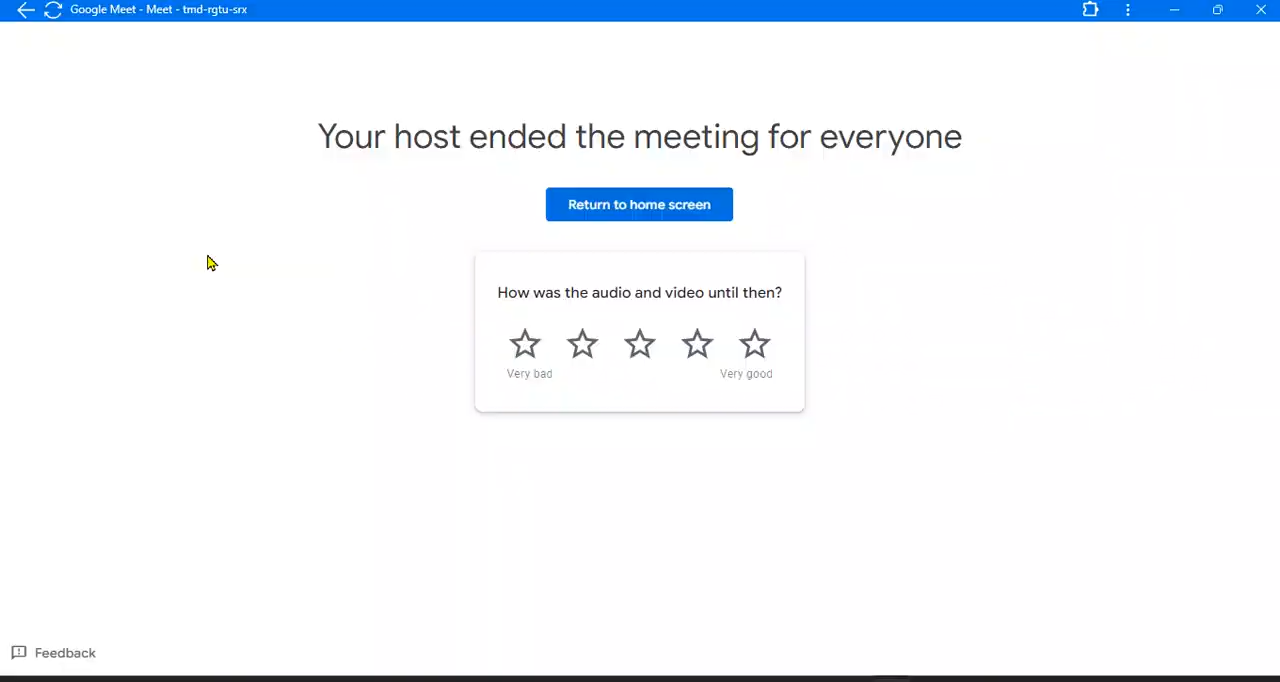 Google Meet - Meet - tmd-rgtu-srx
Your host ended the meeting for everyone
Return to home screen
How was the audio and video until then?
Very bad Very good
Feedback